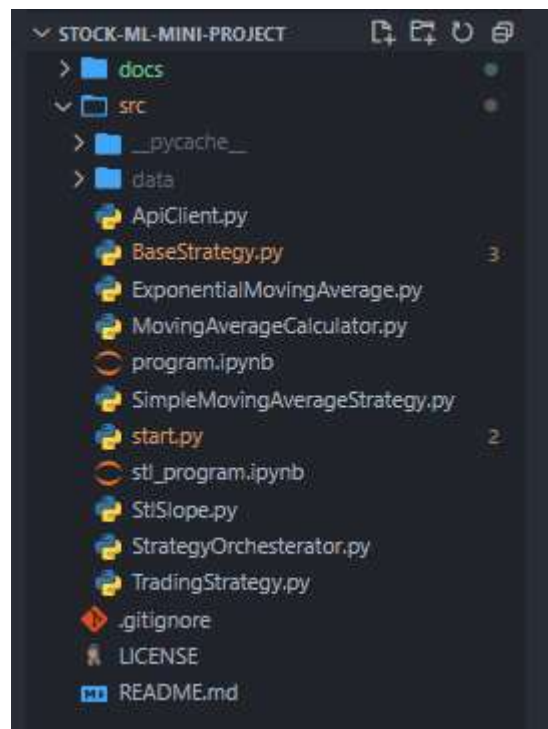 STOCK-ML-MINI-PROJECT
docs
src
__pycache__
data
ApiClient.py
BaseStrategy.py 3
ExponentialMovingAverage.py
MovingAverageCalculator.py
program.ipynb
SimpleMovingAverageStrategy.py
start.py 2
stl_program.ipynb
StlSlope.py
StrategyOrchesterator.py
TradingStrategy.py
.gitignore
LICENSE
README.md